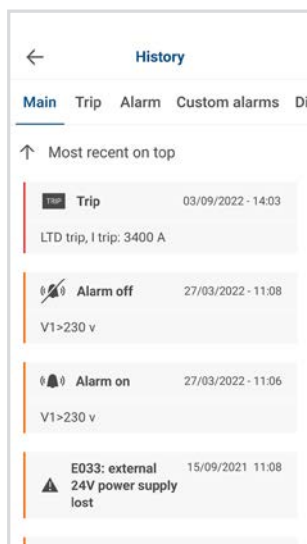 History
Main Trip Alarm Custom alarms Di
Most recent on top
TRIP Trip 03/09/2022 - 14:03
LTD trip, I trip: 3400 A
Alarm off 27/03/2022 - 11:08
V1>230 v
Alarm on 27/03/2022 - 11:06
V1>230 v
E033: external 15/09/2021 11:08
24V power supply
lost